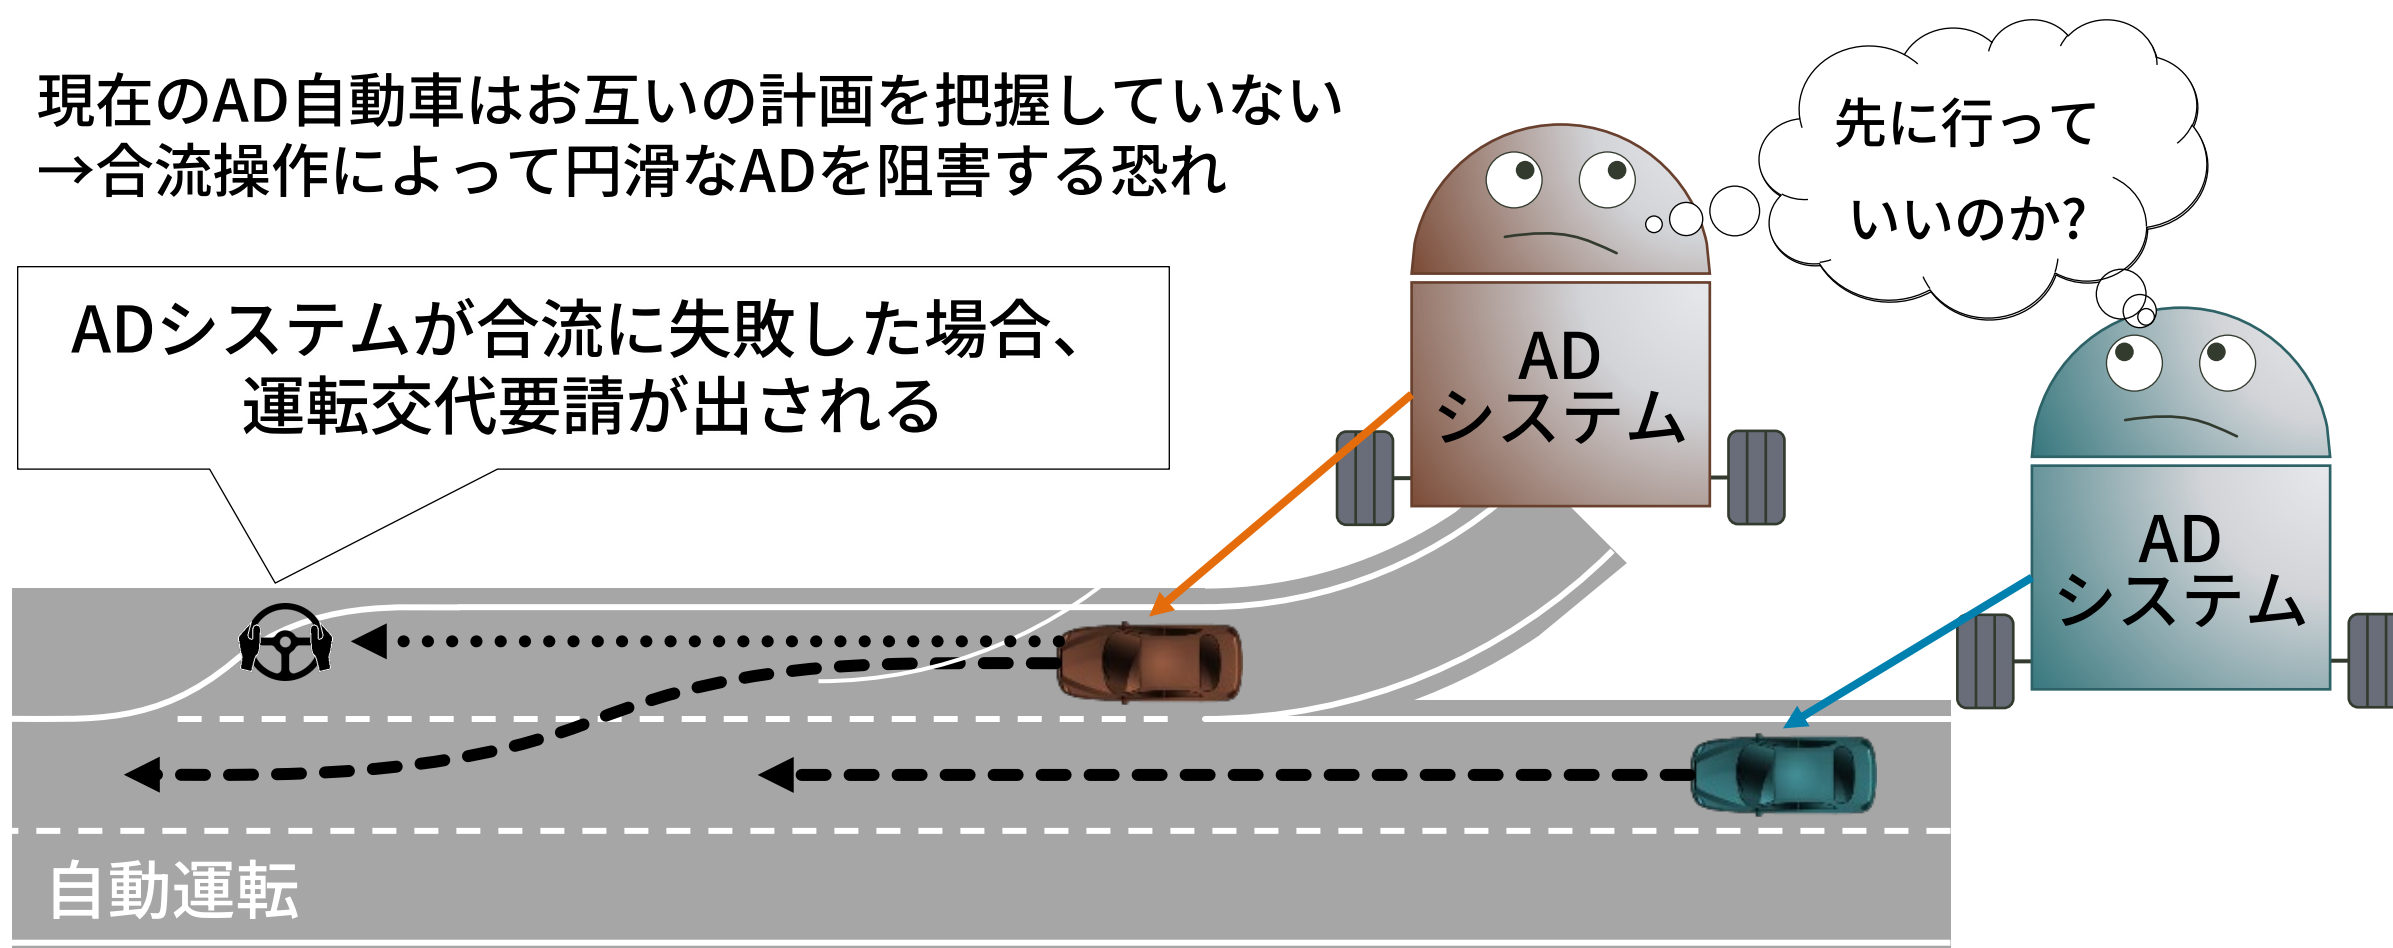 現在のAD自動車はお互いの計画を把握していない
→合流操作によって円滑なADを阻害する恐れ
先に行って
いいのか?
ADシステムが合流に失敗した場合、
運転交代要請が出される
AD
システム
AD
システム
自動運転